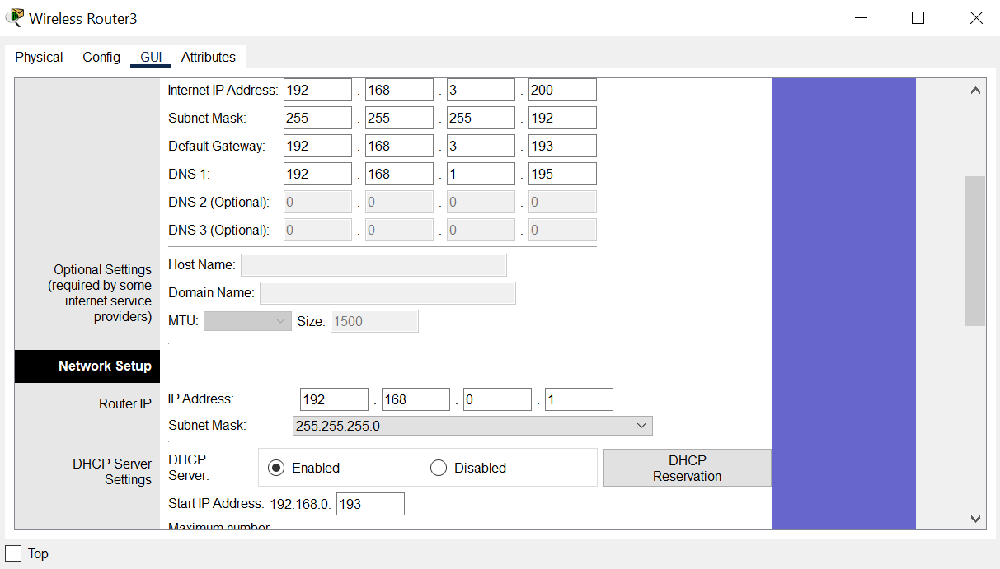 Wireless Router3
Physical Config GUI Attributes
Internet IP Address: 192 . 168 . 3 . 200
Subnet Mask: 255 . 255 . 255 . 192
Default Gateway: 192 . 168 . 3 . 193
DNS 1: 192 . 168 . 1 . 195
DNS 2 (Optional): 0 . 0 . 0 . 0
DNS 3 (Optional): 0 . 0 . 0 . 0
Optional Settings
(required by some
internet service
providers)
Host Name:
Domain Name:
MTU: Size: 1500
Network Setup
Router IP
IP Address: 192 . 168 . 0 . 1
Subnet Mask: 255.255.255.0
DHCP Server
Settings
DHCP
Server:
Enabled Disabled
DHCP
Reservation
Start IP Address: 192.168.0. 193
Maximum number
Top